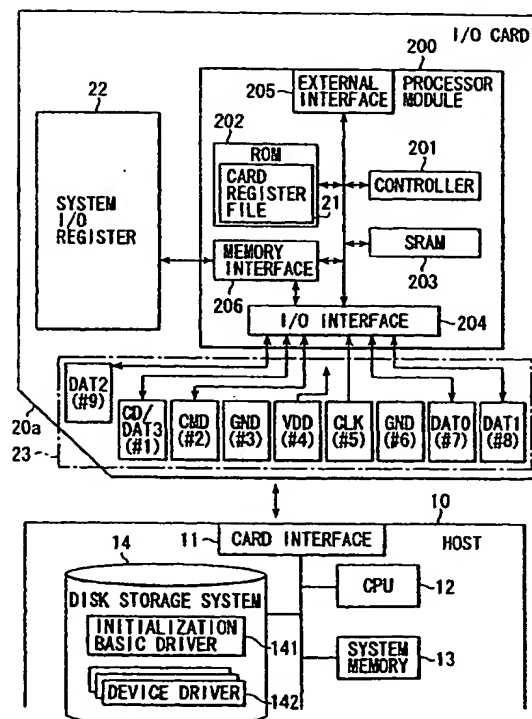 I/O CARD
200
EXTERNAL
INTERFACE
PROCESSOR
MODULE
205
22
202
ROM
CARD
REGISTER
FILE
21
201
CONTROLLER
SYSTEM
I/O
REGISTER
MEMORY
INTERFACE
206
SRAM
203
I/O INTERFACE
204
DAT2
(#9)
CD/
DAT3
(#1)
CMD
(#2)
GND
(#3)
VDD
(#4)
CLK
(#5)
GND
(#6)
DAT0
(#7)
DAT1
(#8)
20a
23
10
11
CARD INTERFACE
HOST
14
DISK STORAGE SYSTEM
CPU
12
INITIALIZATION
BASIC DRIVER
141
SYSTEM
MEMORY
13
DEVICE DRIVER
142